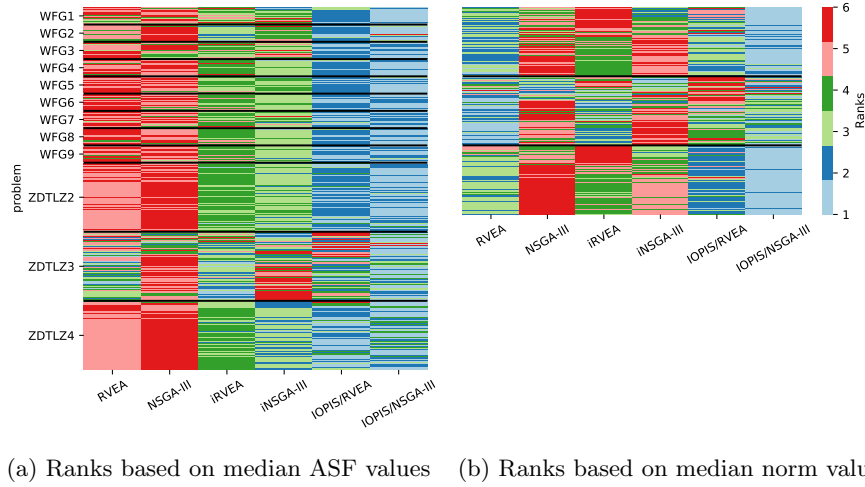 WFG1
WFG2
WFG3
WFG4
WFG5
WFG6
WFG7
WFG8
WFG9
ZDTLZ2
ZDTLZ3
ZDTLZ4
problem
RVEA
NSGA-III
iRVEA
iNSGA-III
IOPIS/RVEA
IOPIS/NSGA-III
RVEA
NSGA-III
iRVEA
iNSGA-III
IOPIS/RVEA
IOPIS/NSGA-III
6
5
4
3
2
1
Ranks
(a) Ranks based on median ASF values
(b) Ranks based on median norm valu